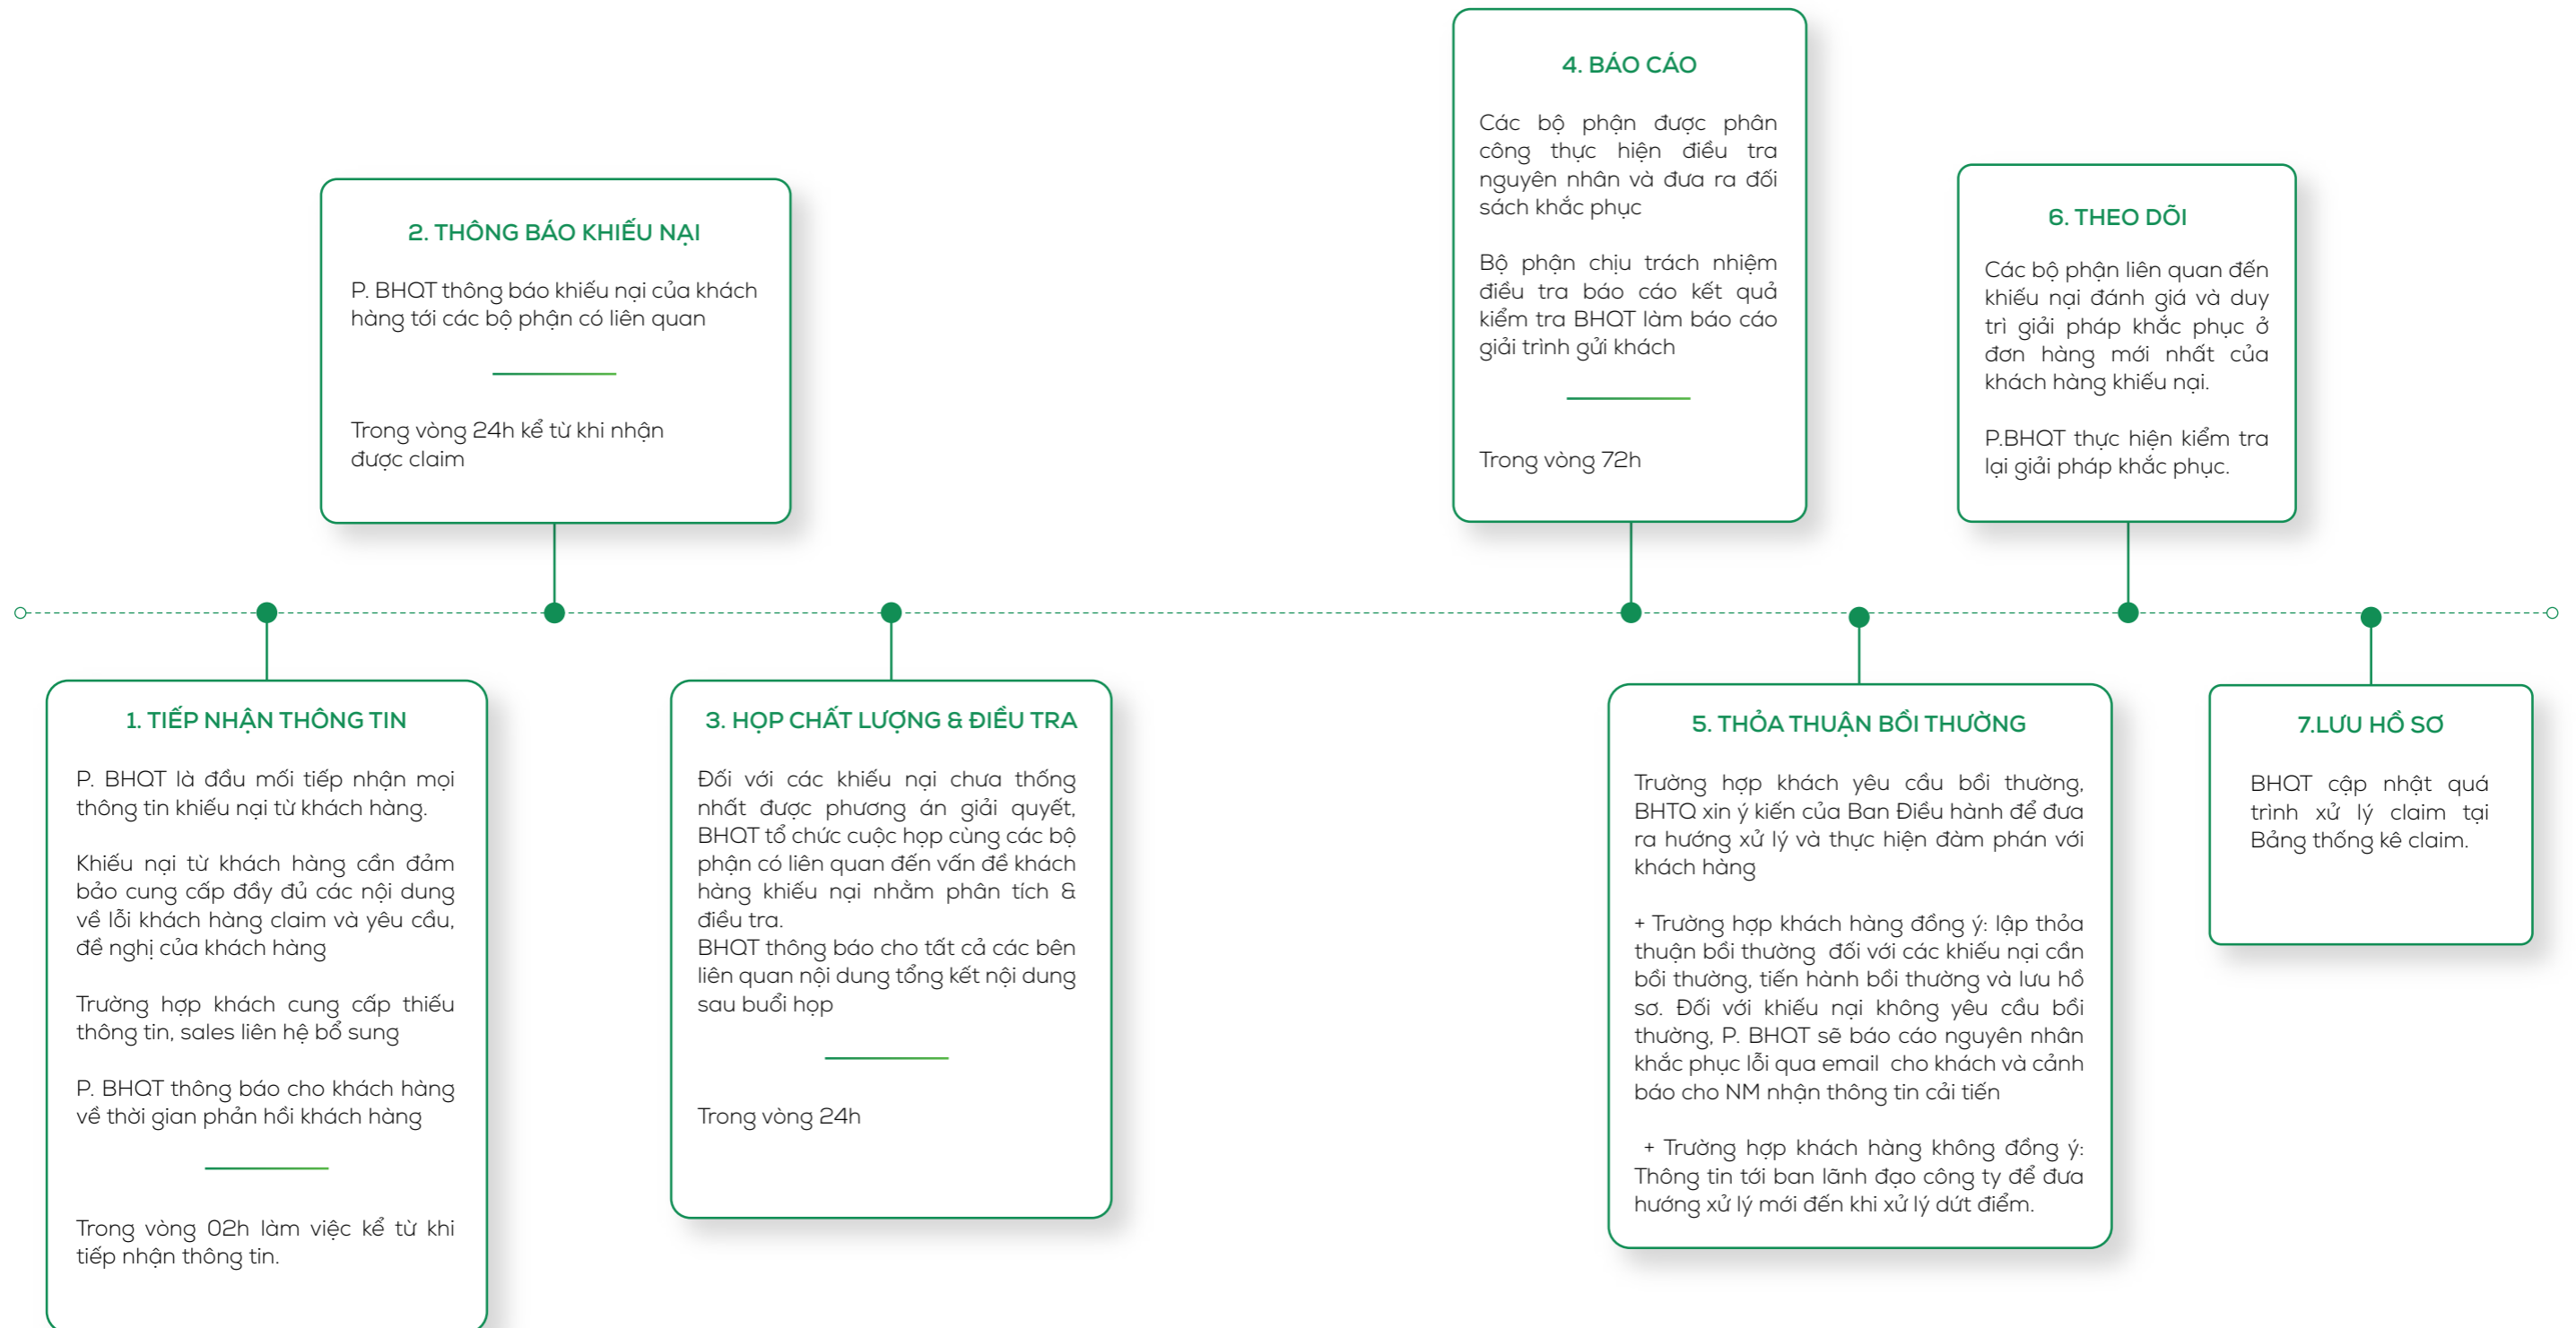 1. TIẾP NHẬN THÔNG TIN
P. BHQT là đầu mối tiếp nhận mọi
thông tin khiếu nại từ khách hàng.
Khiếu nại từ khách hàng cần đảm
bảo cung cấp đầy đủ các nội dung
về lỗi khách hàng claim và yêu cầu,
đề nghị của khách hàng
Trường hợp khách cung cấp thiếu
thông tin, sales liên hệ bổ sung
P. BHQT thông báo cho khách hàng
về thời gian phản hồi khách hàng
Trong vòng 02h làm việc kể từ khi
tiếp nhận thông tin.
2. THÔNG BÁO KHIẾU NẠI
P. BHQT thông báo khiếu nại của khách
hàng tới các bộ phận có liên quan
Trong vòng 24h kể từ khi nhận
được claim
3. HỌP CHẤT LƯỢNG & ĐIỀU TRA
Đối với các khiếu nại chưa thống
nhất được phương án giải quyết,
BHQT tổ chức cuộc họp cùng các bộ
phận có liên quan đến vấn đề khách
hàng khiếu nại nhằm phân tích &
điều tra.
BHQT thông báo cho tất cả các bên
liên quan nội dung tổng kết nội dung
sau buổi họp
Trong vòng 24h
4. BÁO CÁO
Các bộ phận được phân
công thực hiện điều tra
nguyên nhân và đưa ra đối
sách khắc phục
Bộ phận chịu trách nhiệm
điều tra báo cáo kết quả
kiểm tra BHQT làm báo cáo
giải trình gửi khách
Trong vòng 72h
5. THỎA THUẬN BỒI THƯỜNG
Trường hợp khách yêu cầu bồi thường,
BHTQ xin ý kiến của Ban Điều hành để đưa
ra hướng xử lý và thực hiện đàm phán với
khách hàng
+ Trường hợp khách hàng đồng ý: lập thỏa
thuận bồi thường đối với các khiếu nại cần
bồi thường, tiến hành bồi thường và lưu hồ
sơ. Đối với khiếu nại không yêu cầu bồi
thường, P. BHQT sẽ báo cáo nguyên nhân
khắc phục lỗi qua email cho khách và cảnh
báo cho NM nhận thông tin cải tiến
+ Trường hợp khách hàng không đồng ý:
Thông tin tới ban lãnh đạo công ty để đưa
hướng xử lý mới đến khi xử lý dứt điểm.
6. THEO DÕI
Các bộ phận liên quan đến
khiếu nại đánh giá và duy
trì giải pháp khắc phục ở
đơn hàng mới nhất của
khách hàng khiếu nại.
P.BHQT thực hiện kiểm tra
lại giải pháp khắc phục.
7.LƯU HỒ SƠ
BHQT cập nhật quá
trình xử lý claim tại
Bảng thống kê claim.